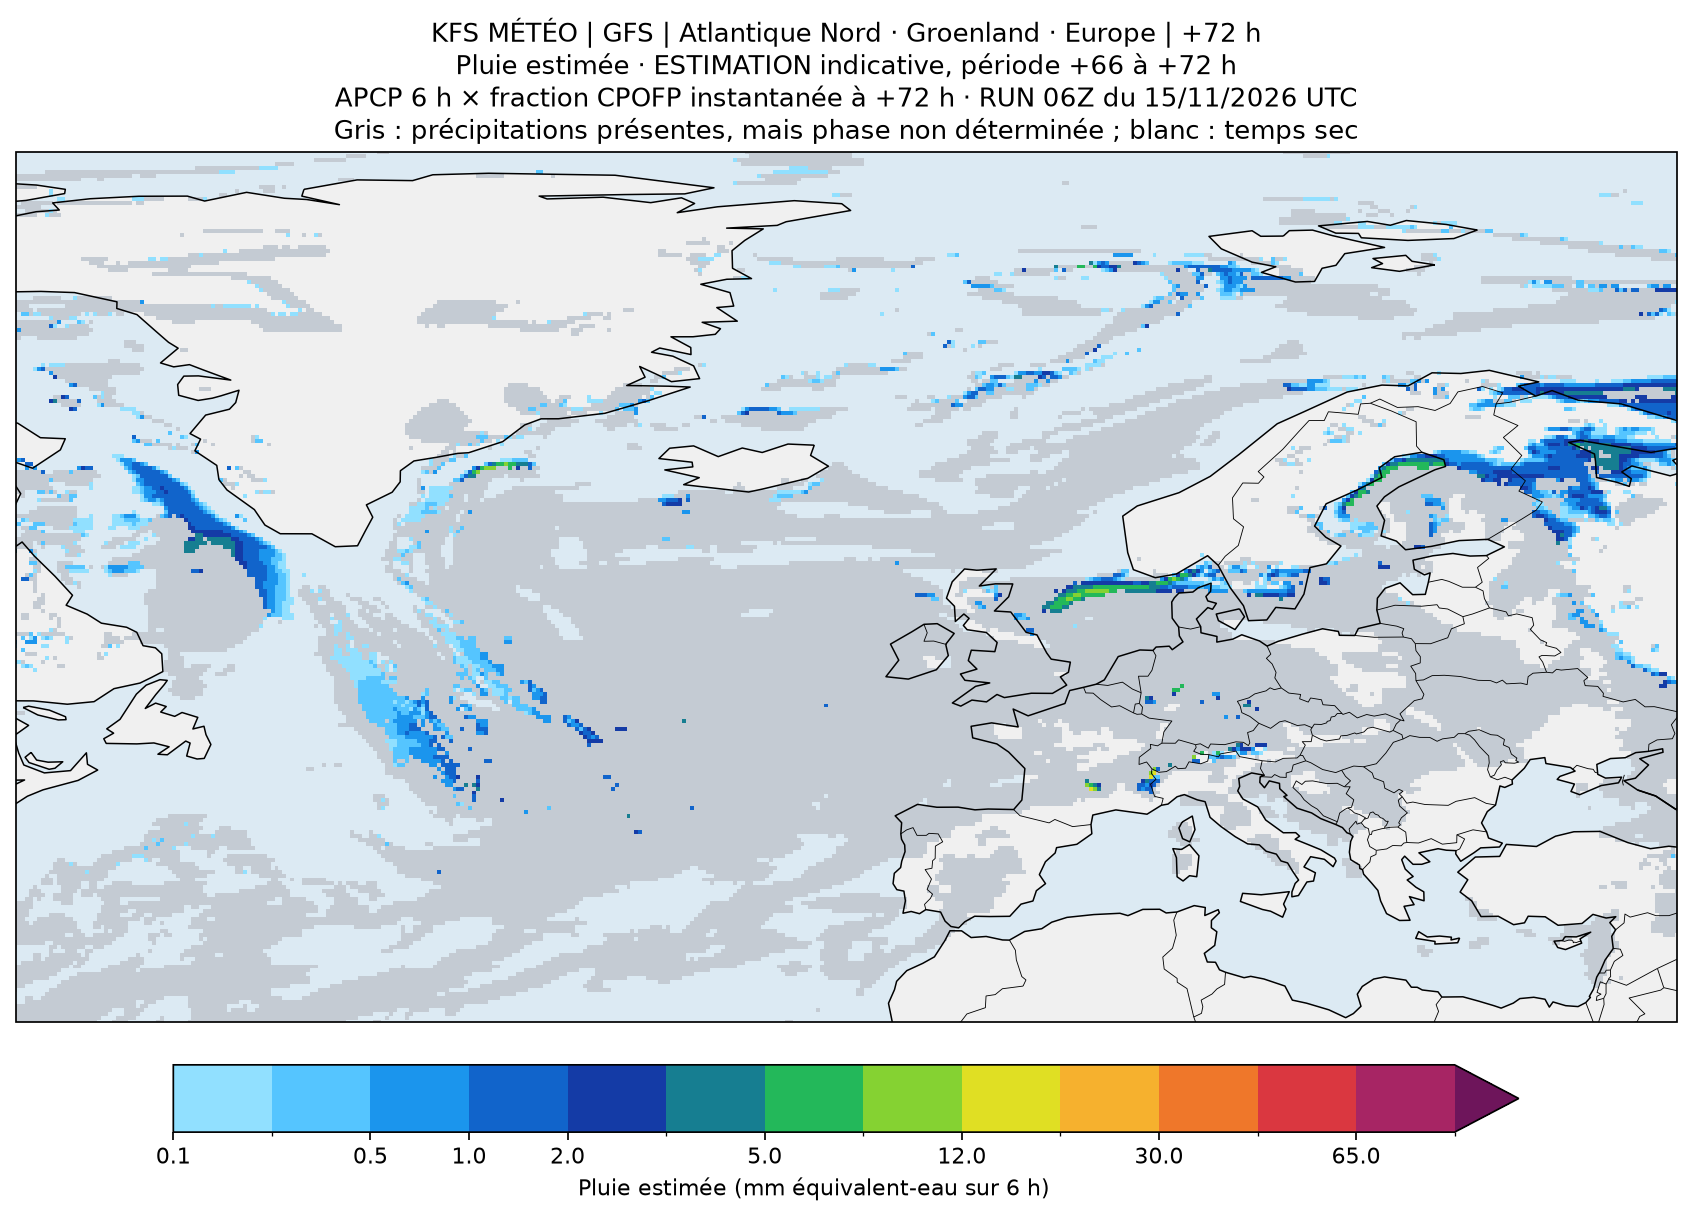 KFS MÉTÉO | GFS | Atlantique Nord · Groenland · Europe | +72 h
Pluie estimée · ESTIMATION indicative, période +66 à +72 h
APCP 6 h × fraction CPOFP instantanée à +72 h · RUN 06Z du 15/11/2026 UTC
Gris : précipitations présentes, mais phase non déterminée ; blanc : temps sec
0.1 0.5 1.0 2.0 5.0 12.0 30.0 65.0
Pluie estimée (mm équivalent-eau sur 6 h)